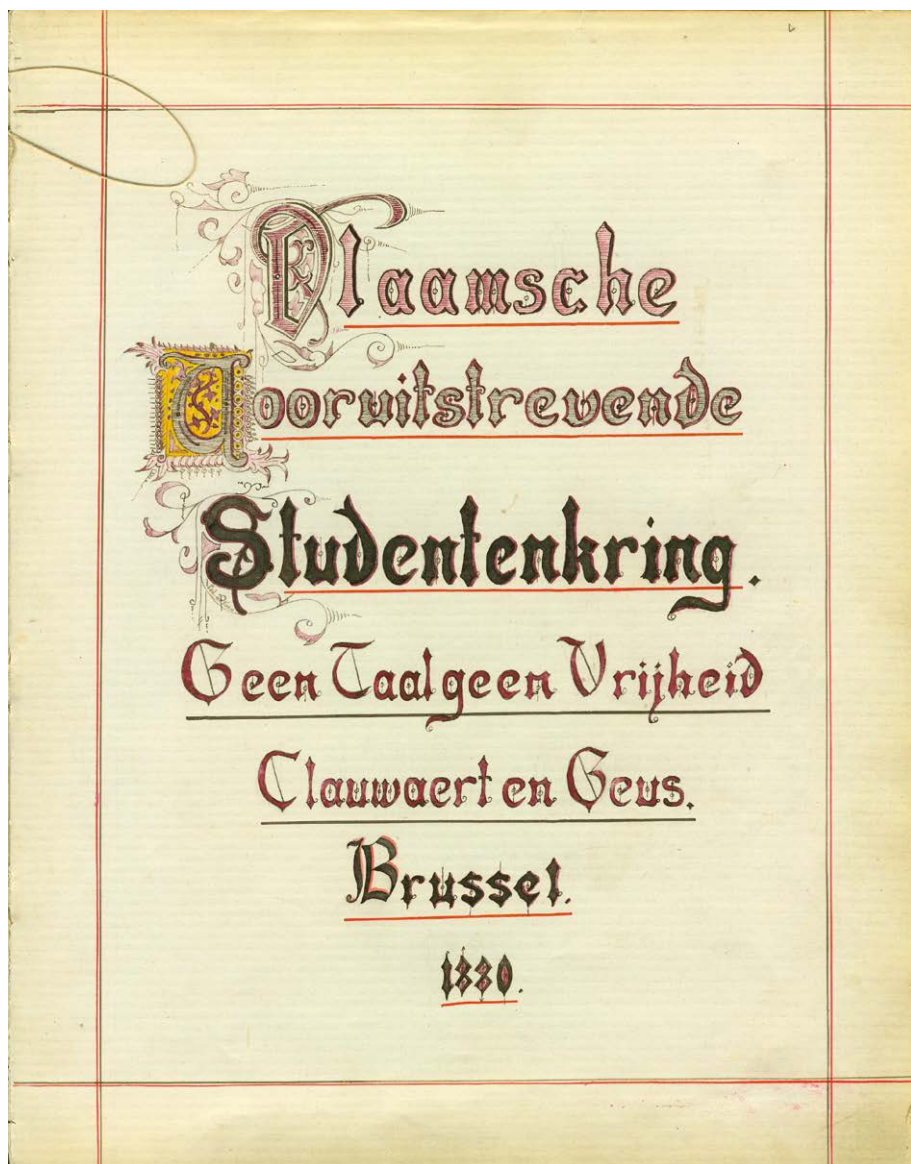 Vlaamsche
Vooruitstrevende
Studentenkring.
Geen Taal geen Vrijheid
Clauwaert en Geus.
Brussel.
1880.